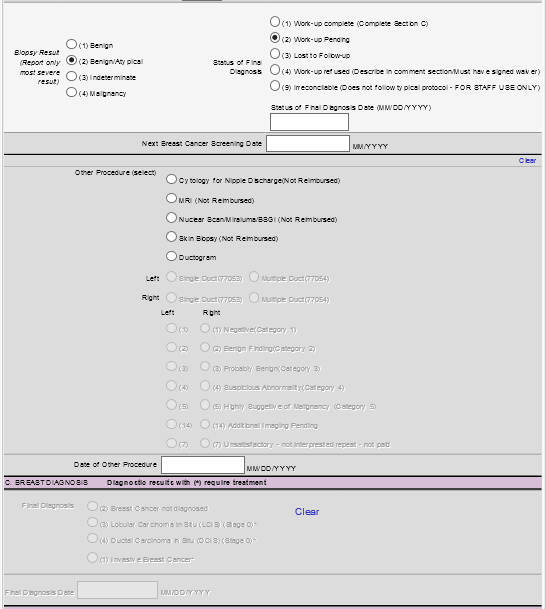 (1) Work-up complete (Complete Section C)
(2) Work-up Pending
(3) Lost to Follow-up
(4) Work-up refused (Describe in comment section/Must have signed waiver)
(9) Irreconcilable (Does not follow typical protocol - FOR STAFF USE ONLY)
Status of Final
Diagnosis
Biopsy Result
(Report only
most severe
result)
(1) Benign
(2) Benign/Atypical
(3) Indeterminate
(4) Malignancy
Status of Final Diagnosis Date (MM/DD/YYYY)
Next Breast Cancer Screening Date MM/YYYY
Clear
Other Procedure (select)
Cytology for Nipple Discharge(Not Reimbursed)
MRI (Not Reimbursed)
Nuclear Scan/Miraluma/BSGI (Not Reimbursed)
Skin Biopsy (Not Reimbursed)
Ductogram
Left Single Duct(77053) Multiple Duct(77054)
Right Single Duct(77053) Multiple Duct(77054)
Left Right
(1) (1) Negative(Category 1)
(2) (2) Benign Finding(Category 2)
(3) (3) Probably Benign(Category 3)
(4) (4) Suspicious Abnormality(Category 4)
(5) (5) Highly Suggetive of Malignancy (Category 5)
(14) (14) Additional Imaging Pending
(7) (7) Unsatisfactory - not interpreted repeat - not paid
Date of Other Procedure MM/DD/YYYY
C. BREAST DIAGNOSIS Diagnostic results with (*) require treatment
Final Diagnosis
(2) Breast Cancer not diagnosed
(3) Lobular Carcinoma In Situ (LCIS) (Stage 0)*
(4) Ductal Carcinoma In Situ (DCIS) (Stage 0)*
(1) Invasive Breast Cancer*
Clear
Final Diagnosis Date MM/DD/YYYY